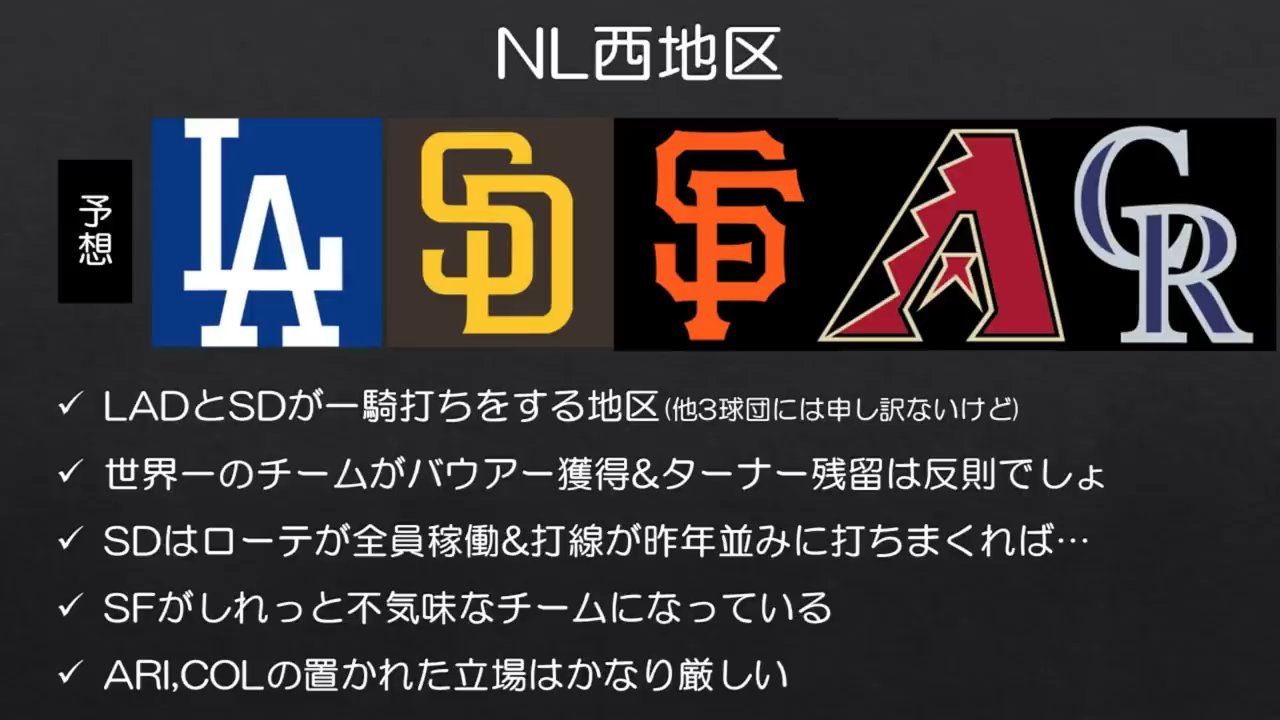 NL西地区
予想
LA
SD
SF
A
CR
LADとSDが一騎打ちをする地区(他3球団には申し訳ないけど)
世界一のチームがバウアー獲得&ターナー残留は反則でしょ
SDはローテが全員稼働&打線が昨年並みに打ちまくれば…
SFがしれっと不気味なチームになっている
ARI,COLの置かれた立場はかなり厳しい